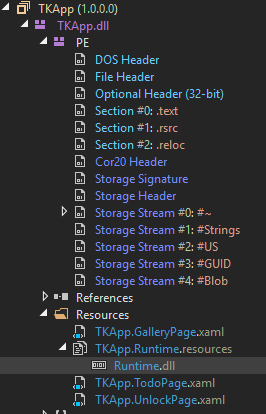 TKApp (1.0.0.0)
TKApp.dll
PE
DOS Header
File Header
Optional Header (32-bit)
Section #0: .text
Section #1: .rsrc
Section #2: .reloc
Cor20 Header
Storage Signature
Storage Header
Storage Stream #0: #~
Storage Stream #1: #Strings
Storage Stream #2: #US
Storage Stream #3: #GUID
Storage Stream #4: #Blob
References
Resources
TKApp.GalleryPage.xaml
TKApp.Runtime.resources
Runtime.dll
TKApp.TodoPage.xaml
TKApp.UnlockPage.xaml